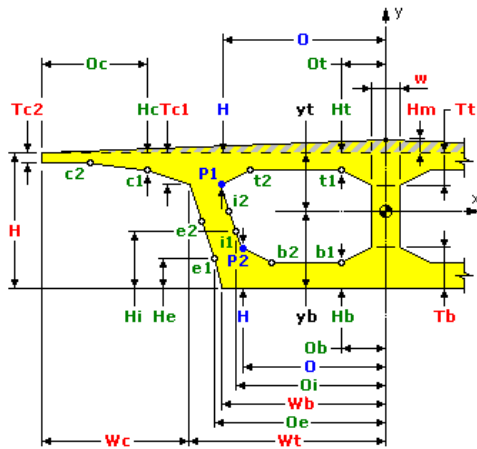 y
O
Oc
Ot
w
Tc2
Hc
Tc1
H
yt
Ht
Hm
Tt
c2
c1
P1
t2
t1
i2
x
H
e2
i1
P2
b2
b1
e1
Hi
He
H
yb
Hb
Tb
Ob
O
Oi
Wb
Oe
Wc
Wt